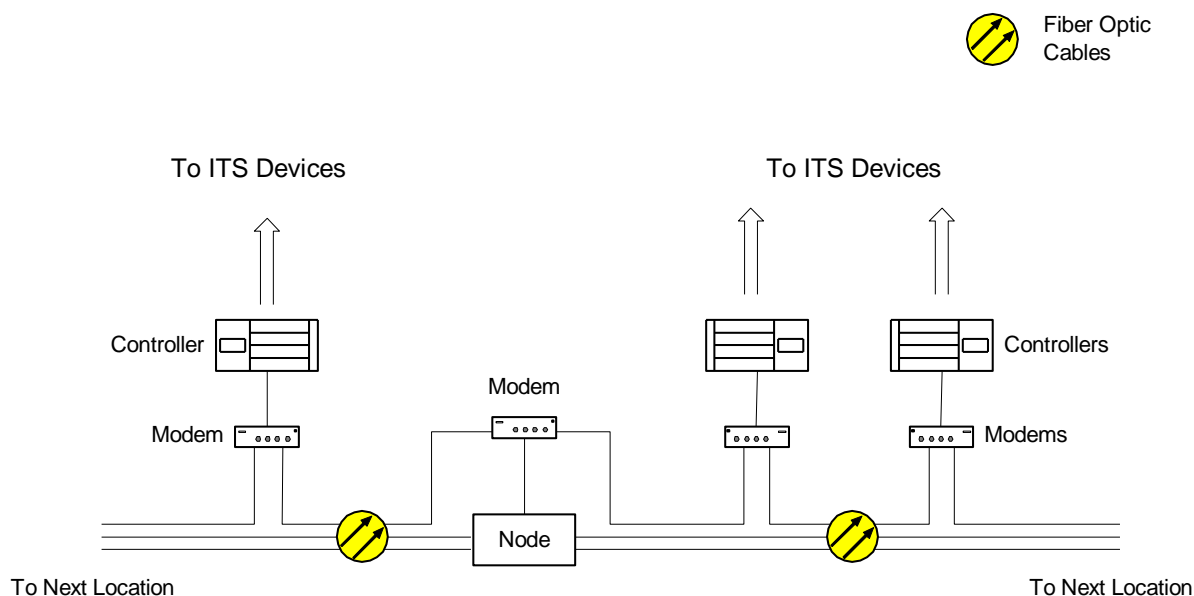 Fiber Optic
Cables
To ITS Devices
To ITS Devices
Controller
Controllers
Modem
Modem
Modems
Node
To Next Location
To Next Location